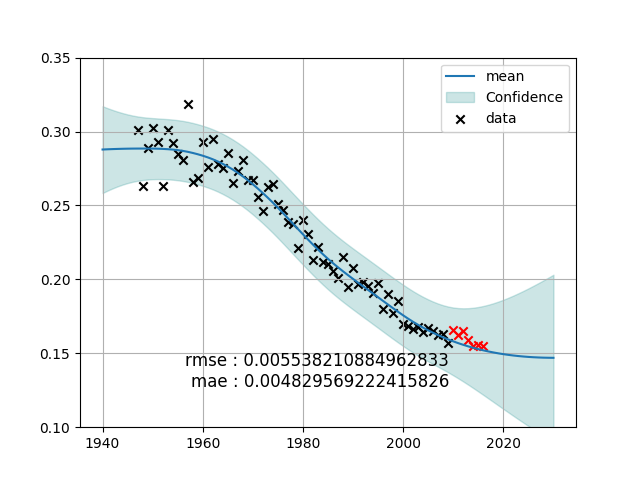 0.35
0.30
0.25
0.20
0.15
0.10
mean
Confidence
data
rmse : 0.005538210884962833
mae : 0.004829569222415826
1940 1960 1980 2000 2020